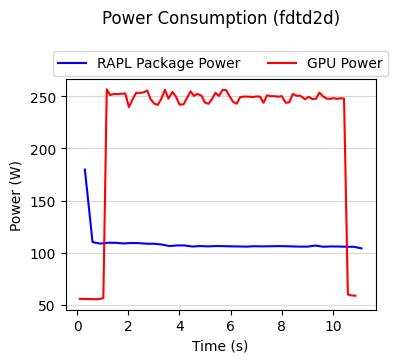 Power Consumption (fdtd2d)
RAPL Package Power
GPU Power
250
200
150
100
50
Power (W)
0
2
4
6
8
10
Time (s)